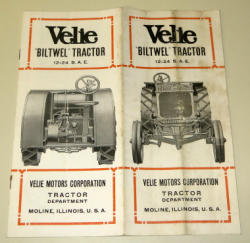 Velie
"BILTWEL" TRACTOR
12-24 S. A. E.
VELIE MOTORS CORPORATION
TRACTOR
DEPARTMENT
MOLINE, ILLINOIS, U. S. A.
Velie
"BILTWEL" TRACTOR
12-24 S. A. E.
VELIE MOTORS CORPORATION
TRACTOR
DEPARTMENT
MOLINE, ILLINOIS, U. S. A.